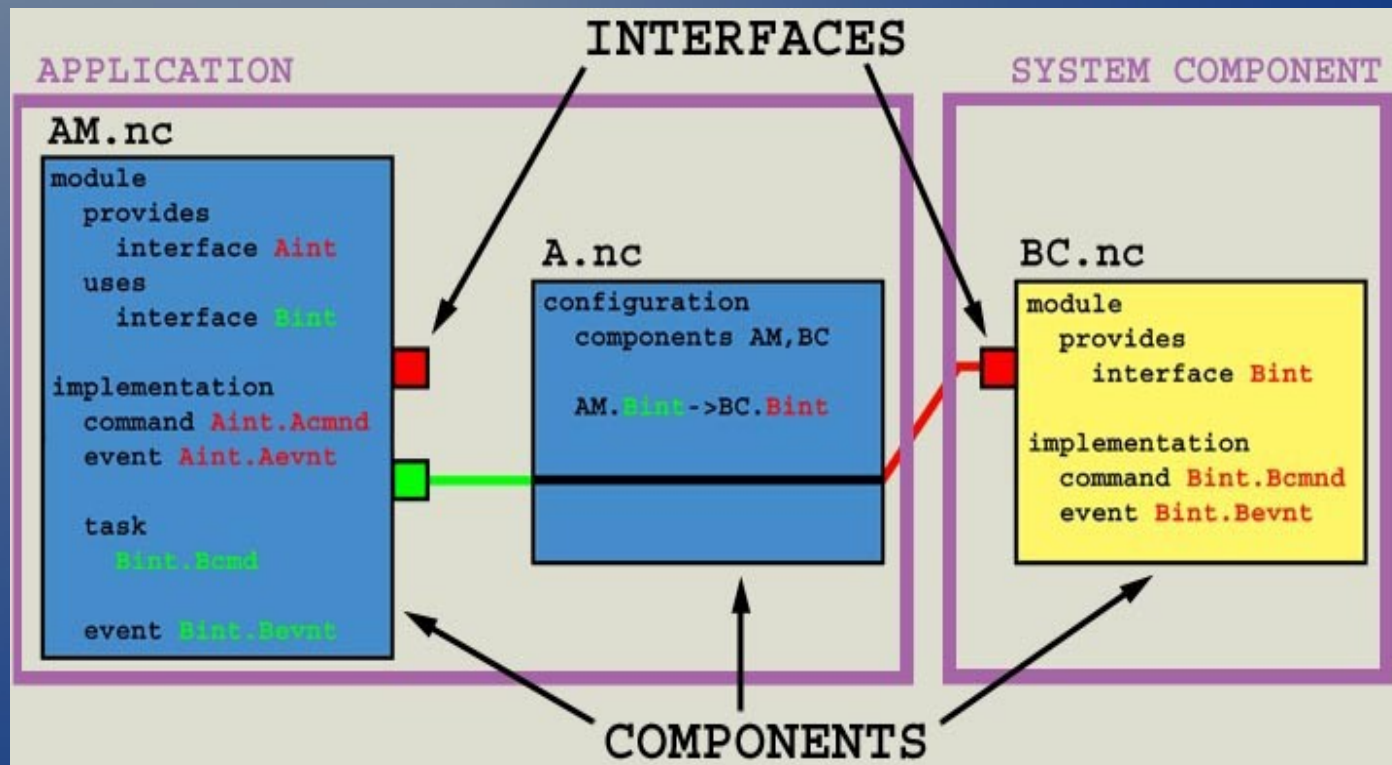 INTERFACES
APPLICATION
SYSTEM COMPONENT
AM.nc
module
provides
interface Aint
uses
interface Bint
implementation
command Aint.Acmnd
event Aint.Aevnt
task
Bint.Bcmd
event Bint.Bevnt
A.nc
configuration
components AM,BC
AM.Bint->BC.Bint
BC.nc
module
provides
interface Bint
implementation
command Bint.Bcmnd
event Bint.Bevnt
COMPONENTS